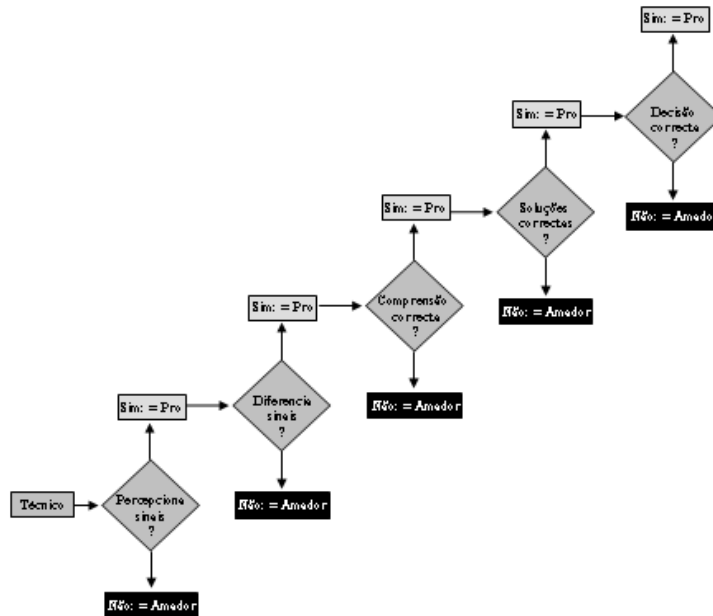 Sim: = Pro
Decisão
correcta
?
Sim: = Pro
Não: = Amador
Soluções
correctas
?
Sim: = Pro
Não: = Amador
Comprensão
correcta
?
Sim: = Pro
Não: = Amador
Diferencia
sinais
?
Sim: = Pro
Não: = Amador
Técnico
Percepciona
sinais
?
Não: = Amador